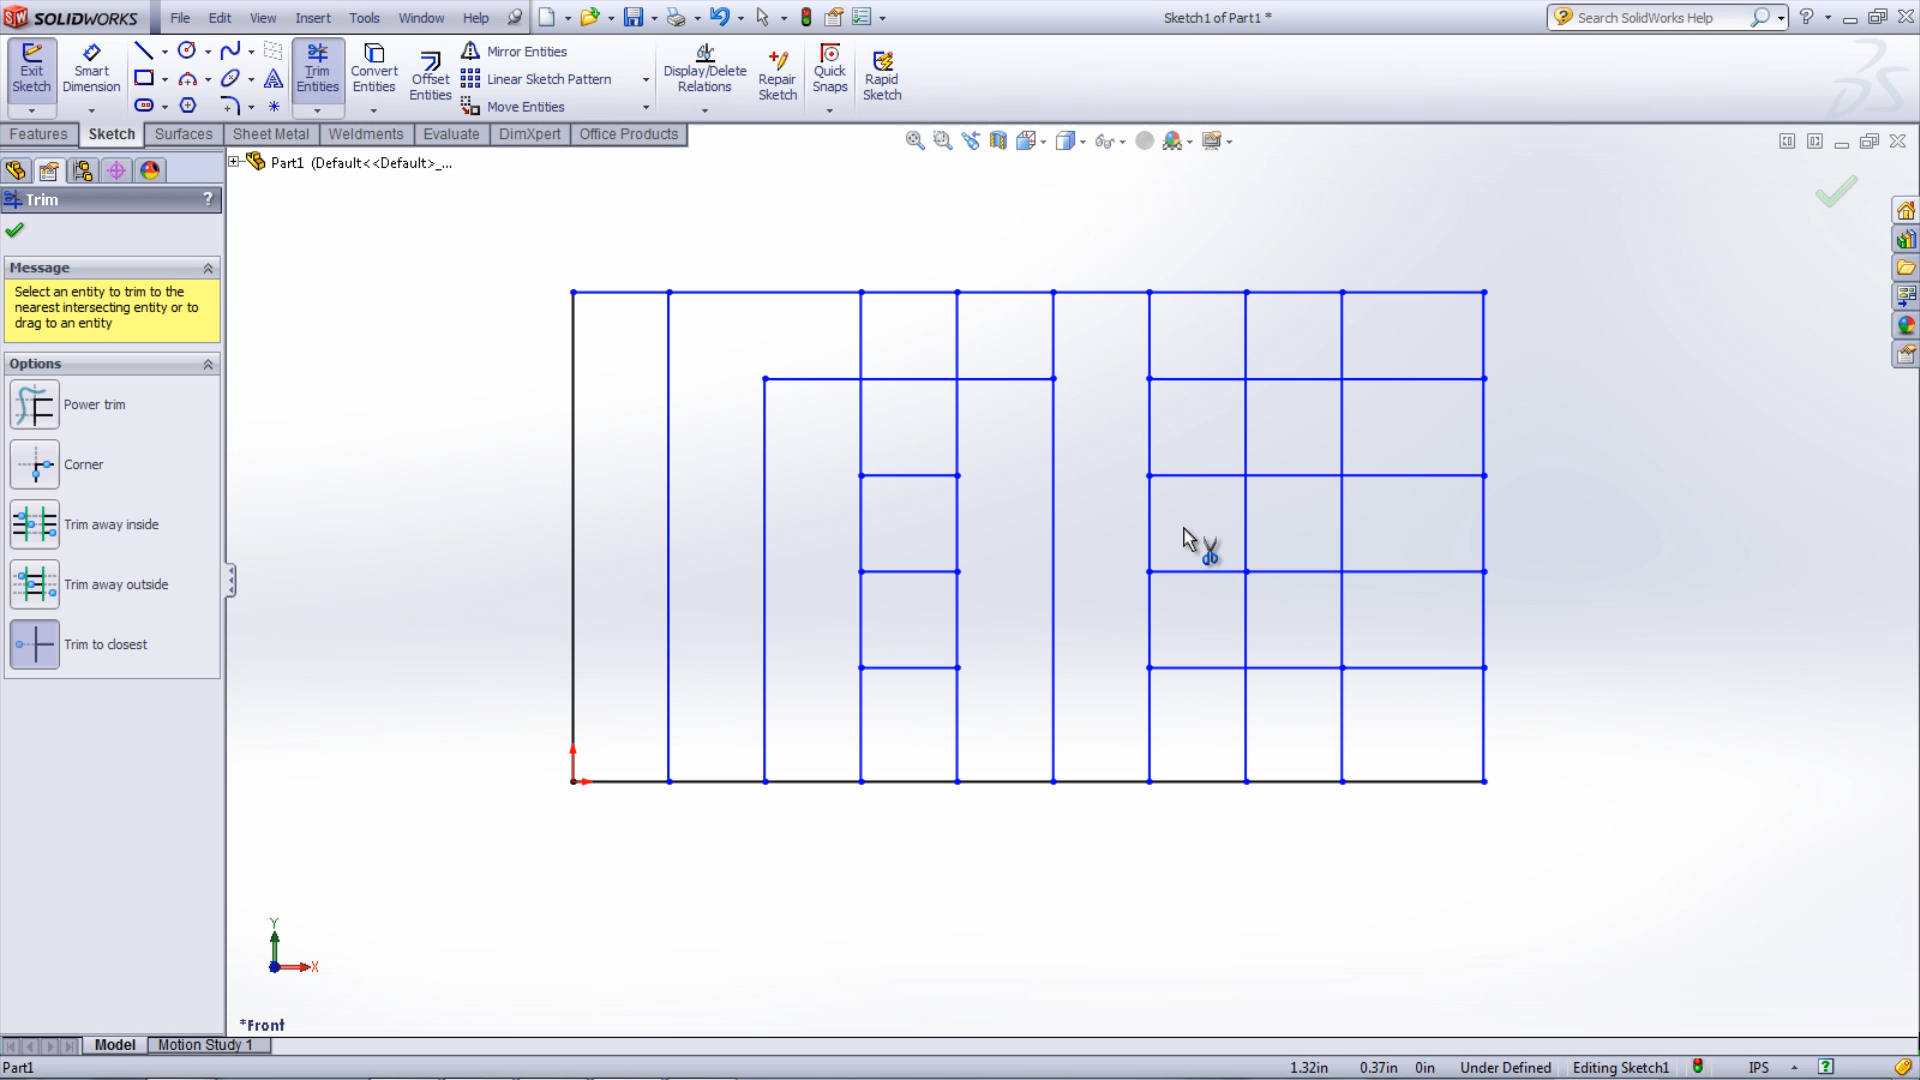 SOLIDWORKS File Edit View Insert Tools Window Help Sketch1 of Part1 * Search SolidWorks Help
Exit Sketch
Smart Dimension
Trim Entities
Convert Entities
Offset Entities
Mirror Entities
Linear Sketch Pattern
Move Entities
Display/Delete Relations
Repair Sketch
Quick Snaps
Rapid Sketch
Features Sketch Surfaces Sheet Metal Weldments Evaluate DimXpert Office Products
Part1 (Default<<Default>_...
Trim ?
Message
Select an entity to trim to the
nearest intersecting entity or to
drag to an entity
Options
Power trim
Corner
Trim away inside
Trim away outside
Trim to closest
Y
X
*Front
Model Motion Study 1
Part1 1.32in 0.37in 0in Under Defined Editing Sketch1 IPS ?